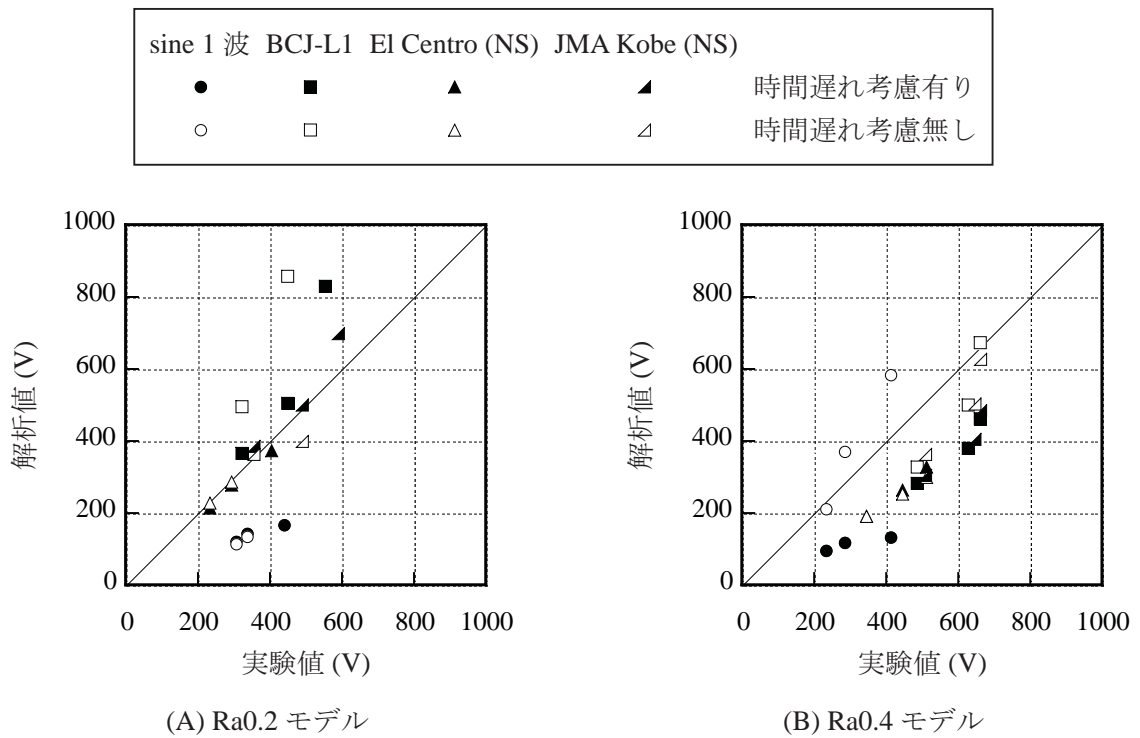 sine 1 波 BCJ-L1 El Centro (NS) JMA Kobe (NS)
時間遅れ考慮有り
時間遅れ考慮無し
1000
800
600
400
200
0
解析値 (V)
0 200 400 600 800 1000
実験値 (V)
(A) Ra0.2 モデル
1000
800
600
400
200
0
解析値 (V)
0 200 400 600 800 1000
実験値 (V)
(B) Ra0.4 モデル